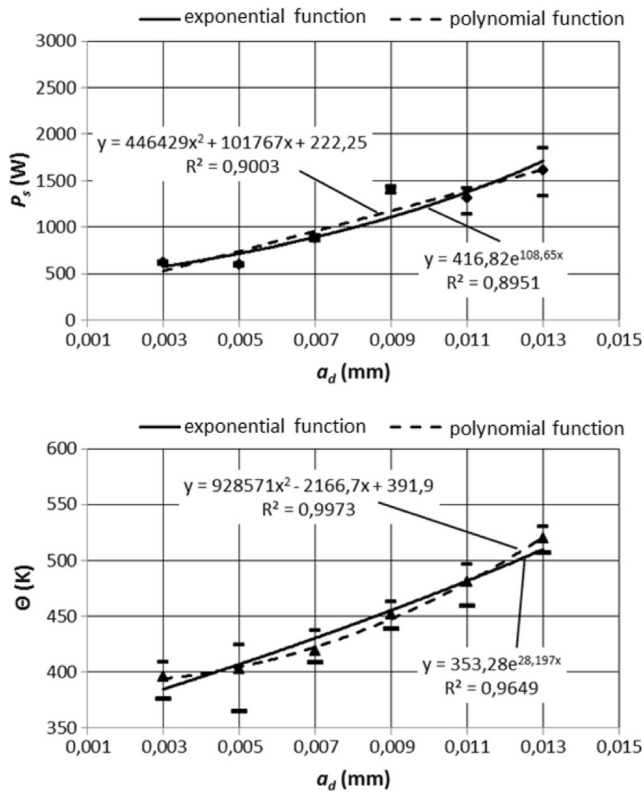 exponential function polynomial function
3000
2500
2000
1500
1000
500
0
Ps (W)
y = 446429x² + 101767x + 222,25
R² = 0,9003
y = 416,82e^108,65x
R² = 0,8951
0,001 0,003 0,005 0,007 0,009 0,011 0,013 0,015
ad (mm)
exponential function polynomial function
600
550
500
450
400
350
Θ (K)
y = 928571x² - 2166,7x + 391,9
R² = 0,9973
y = 353,28e^28,197x
R² = 0,9649
0,001 0,003 0,005 0,007 0,009 0,011 0,013 0,015
ad (mm)